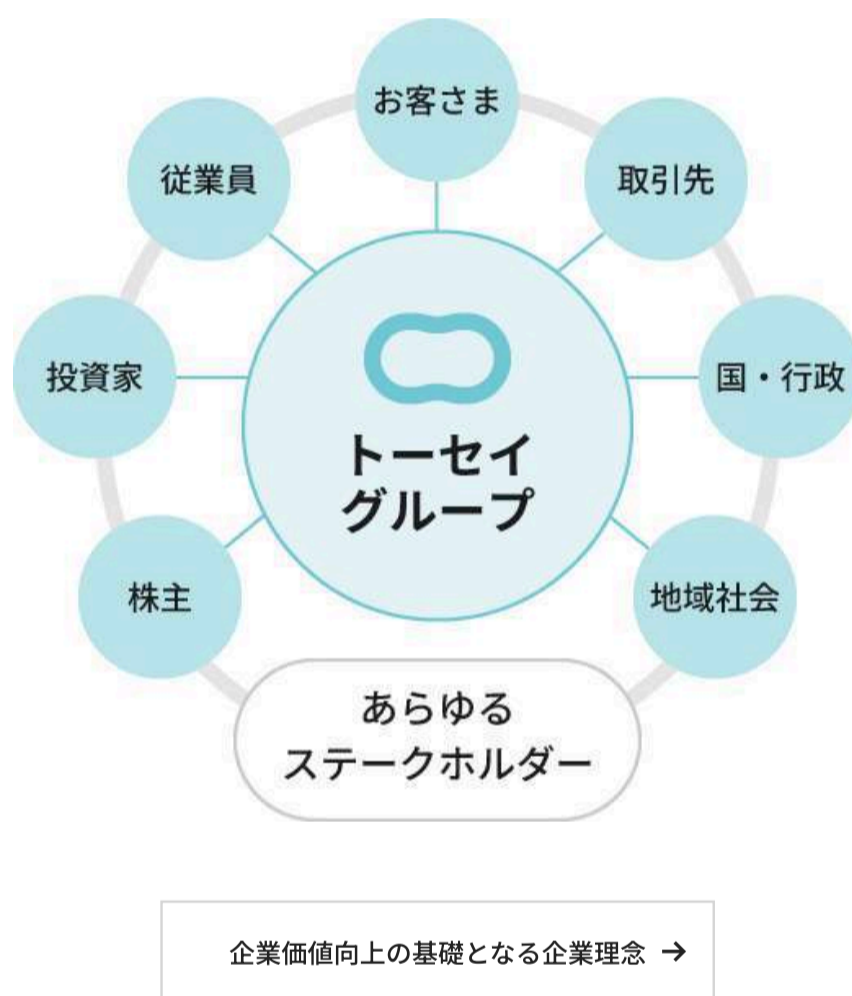 お客さま
従業員
取引先
投資家
国・行政
トーセイ
グループ
株主
地域社会
あらゆる
ステークホルダー
企業価値向上の基礎となる企業理念 →